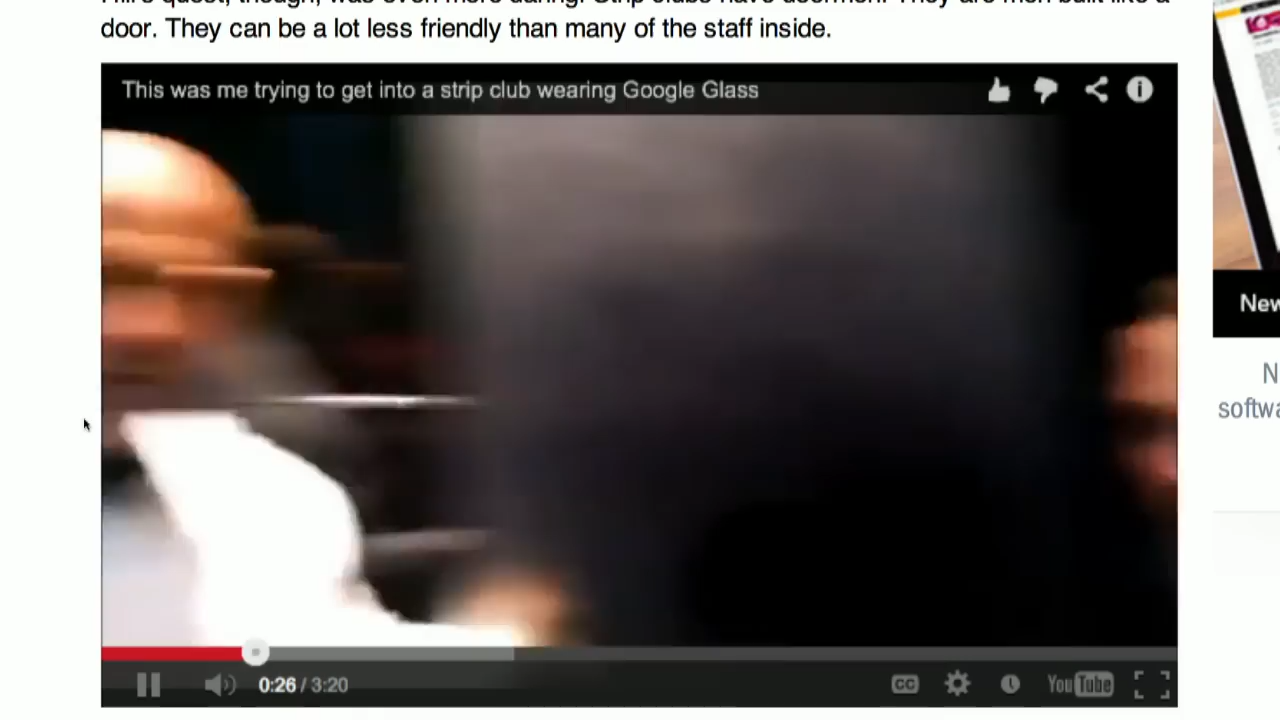 door. They can be a lot less friendly than many of the staff inside.
This was me trying to get into a strip club wearing Google Glass
New
N
softwa
0:26 / 3:20
CC
YouTube